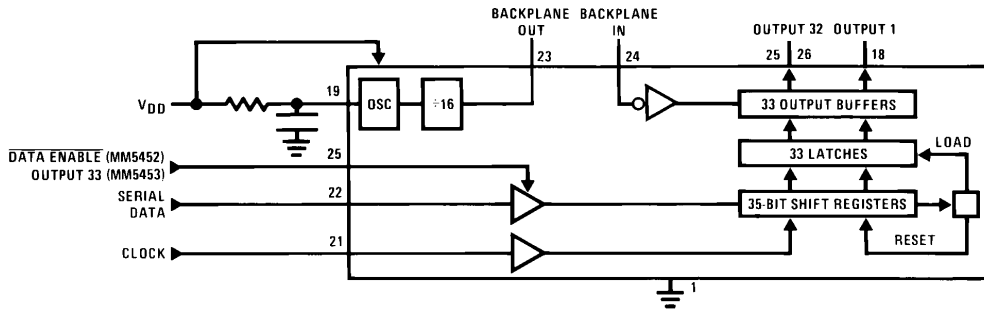 BACKPLANE BACKPLANE
OUT IN
OUTPUT 32 OUTPUT 1
23 24 25 26 18
VDD
19
OSC
÷16
33 OUTPUT BUFFERS
DATA ENABLE (MM5452)
OUTPUT 33 (MM5453)
25
33 LATCHES
LOAD
SERIAL
DATA
22
35-BIT SHIFT REGISTERS
CLOCK
21
RESET
1